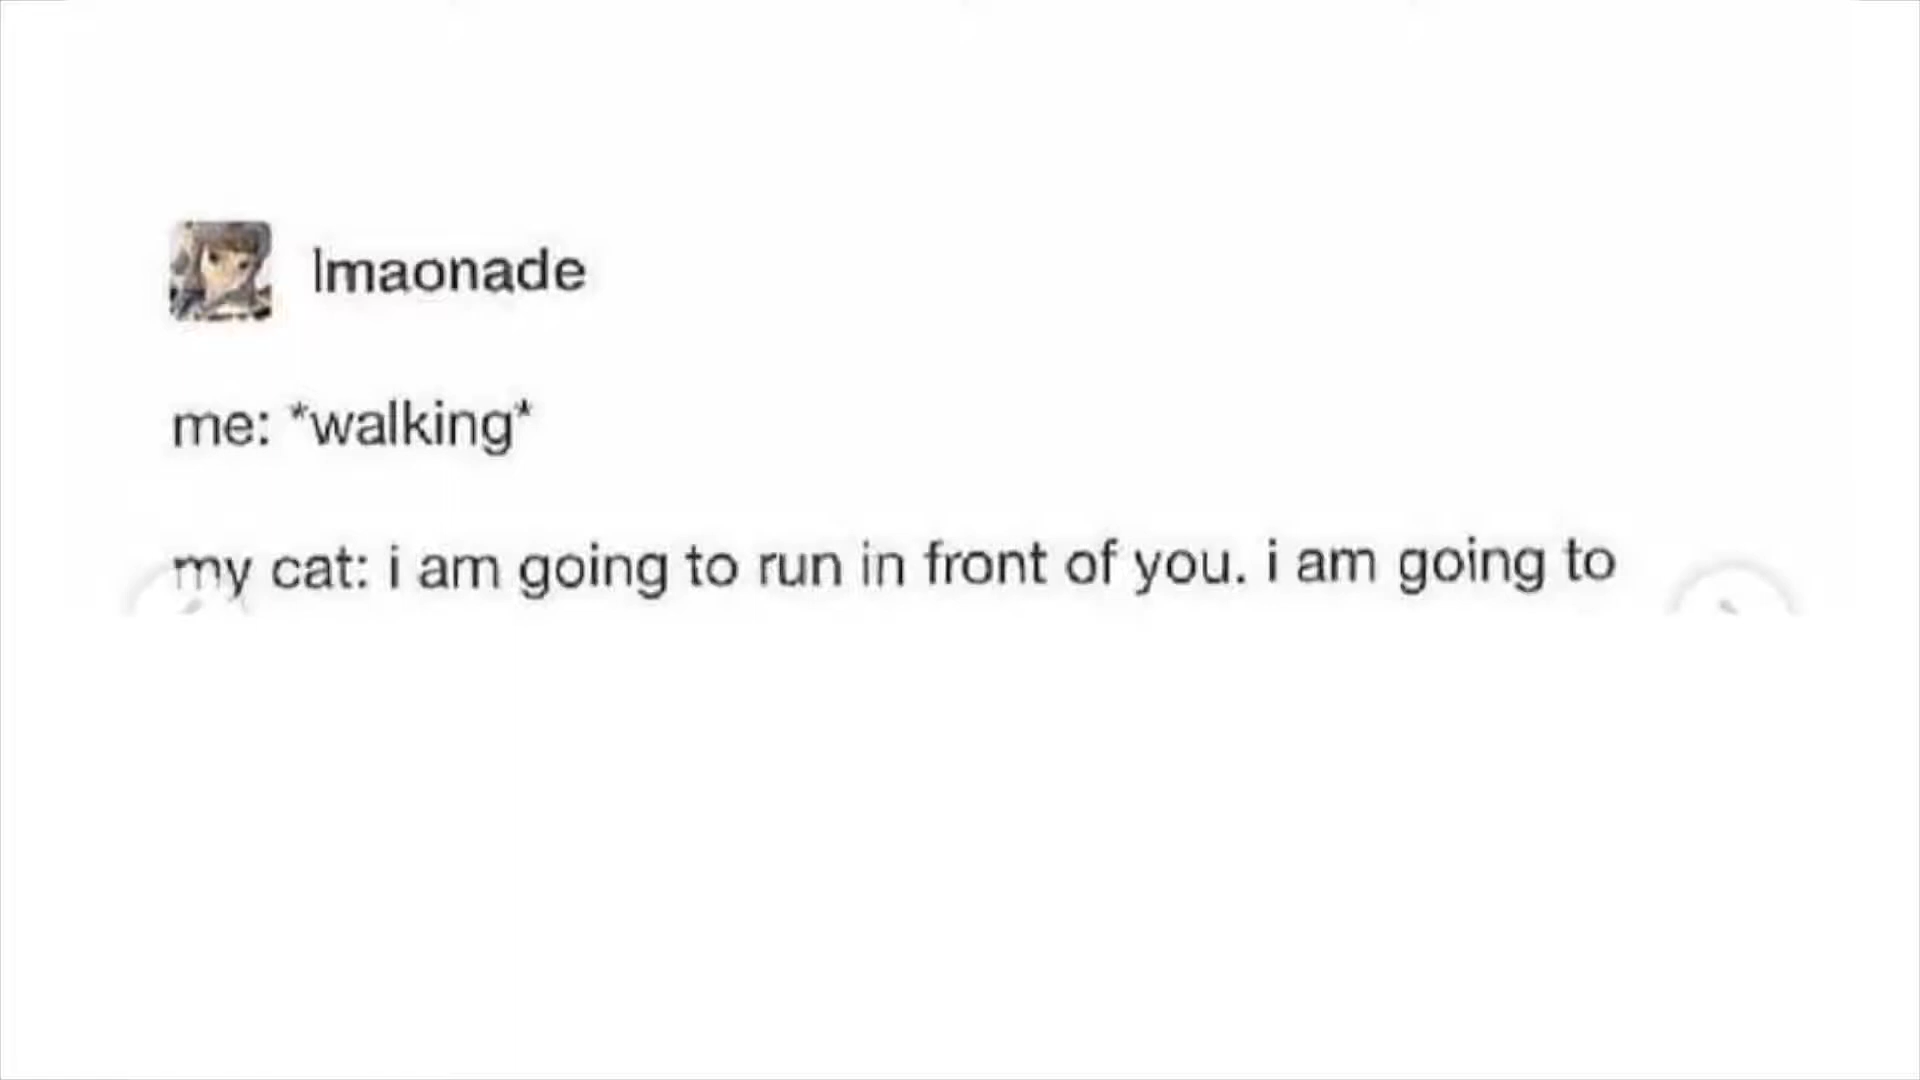 lmaonade
me: *walking*
my cat: i am going to run in front of you. i am going to